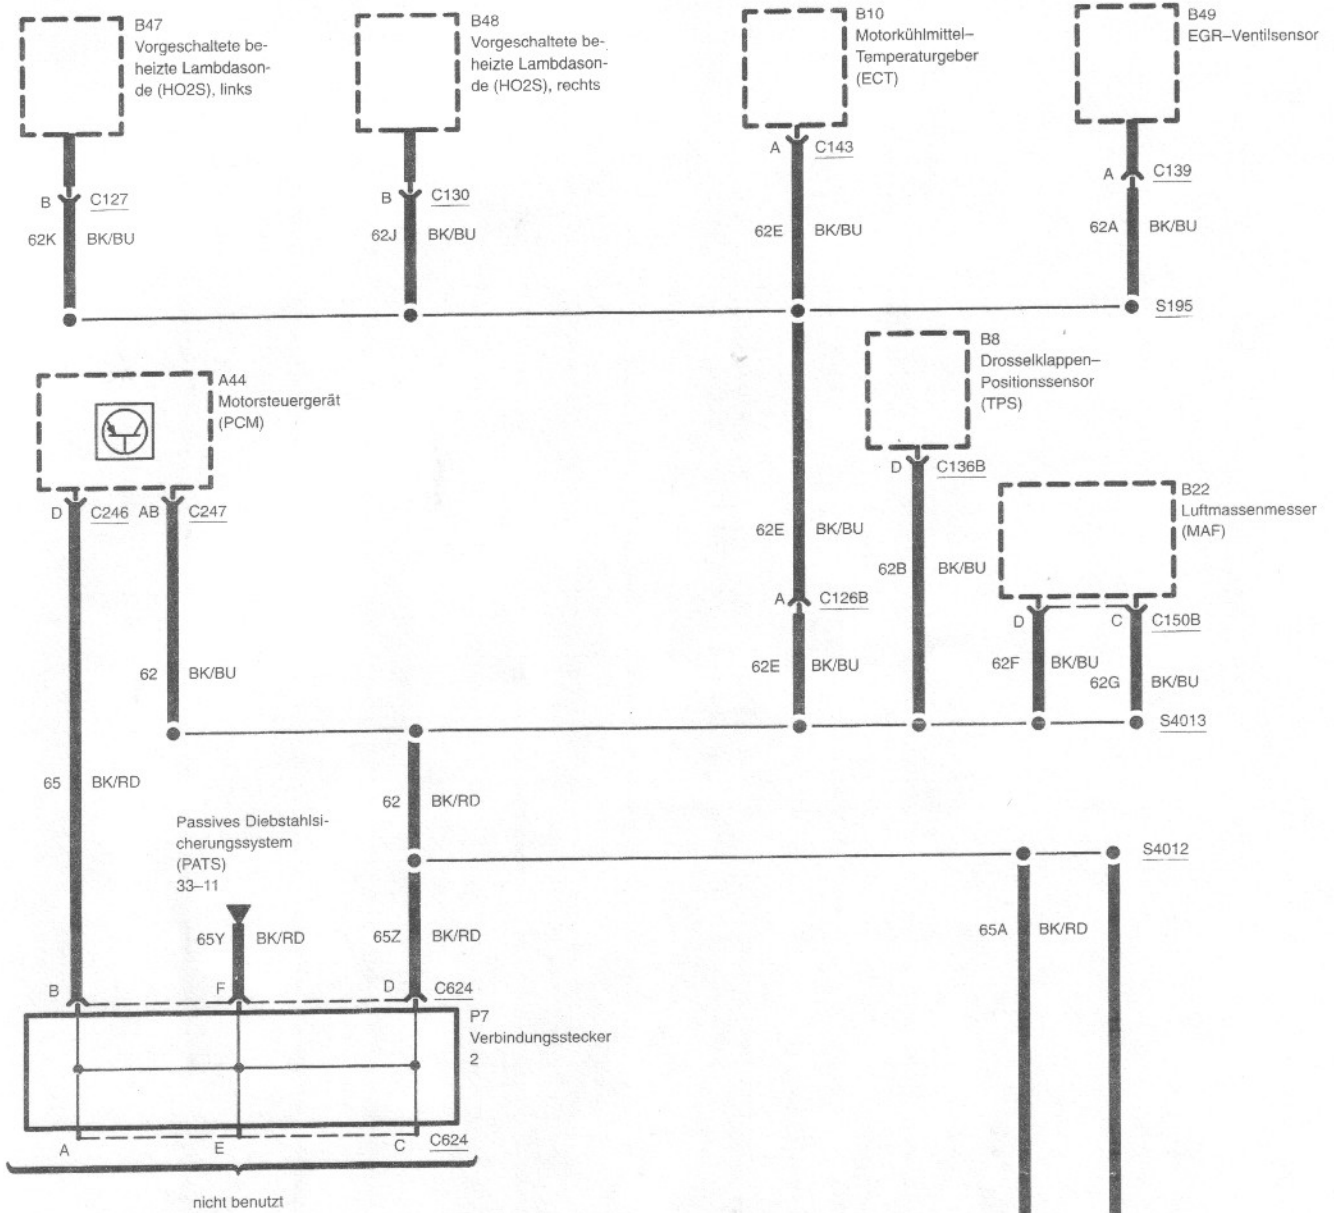 B47
Vorgeschaltete be-
heizte Lambdason-
de (HO2S), links
B48
Vorgeschaltete be-
heizte Lambdason-
de (HO2S), rechts
B10
Motorkühlmittel–
Temperaturgeber
(ECT)
B49
EGR–Ventilsensor
B C127
62K BK/BU
B C130
62J BK/BU
A C143
62E BK/BU
A C139
62A BK/BU
S195
A44
Motorsteuergerät
(PCM)
B8
Drosselklappen–
Positionssensor
(TPS)
D C246 AB C247
D C136B
B22
Luftmassenmesser
(MAF)
62E BK/BU
62B BK/BU
A C126B
D C C150B
62 BK/BU
62E BK/BU
62F BK/BU
62G BK/BU
S4013
65 BK/RD
62 BK/RD
Passives Diebstahlsi-
cherungssystem
(PATS)
33–11
S4012
65Y BK/RD
65Z BK/RD
65A BK/RD
B F D C624
P7
Verbindungsstecker
2
A E C C624
nicht benutzt